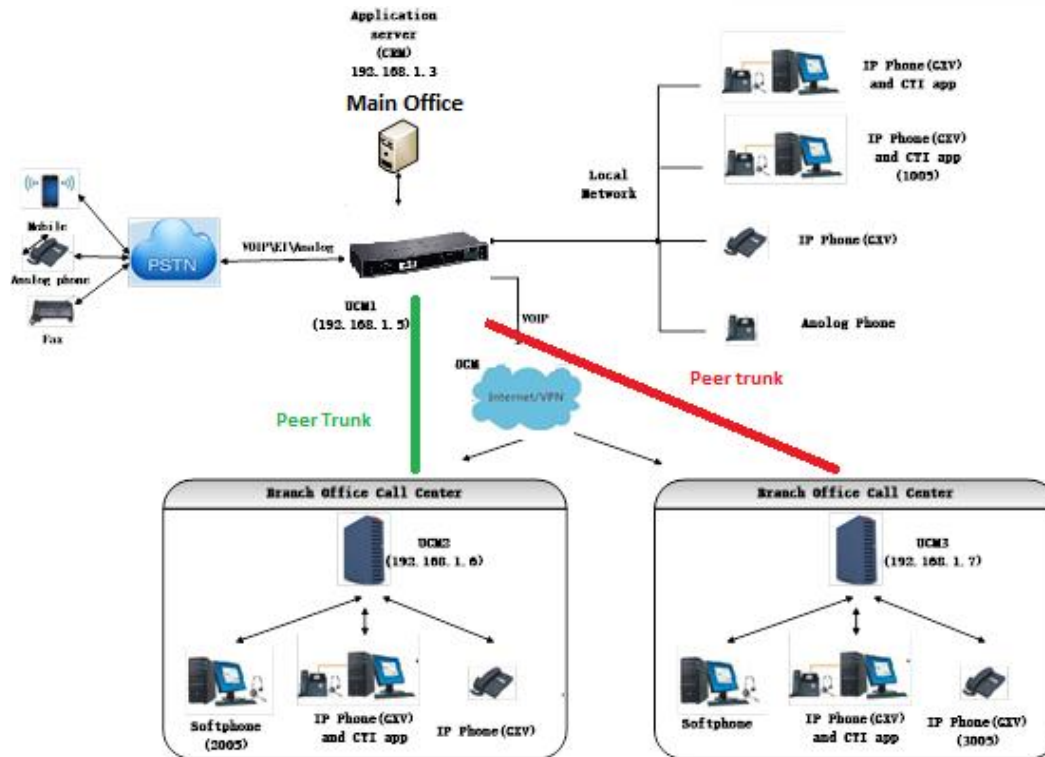 Application
server
(CRM)
192.168.1.3
Main Office
IP Phone(GXV)
and CTI app
IP Phone(GXV)
and CTI app
(1005)
Local
Network
Mobile
Analog phone
Fax
PSTN
VOIP\E1\Analog
IP Phone(GXV)
UCM1
(192.168.1.5)
VOIP
Anolog Phone
UCM
Internet/VPN
Peer trunk
Peer Trunk
Branch Office Call Center
UCM2
(192.168.1.6)
Softphone
(2005)
IP Phone(GXV)
and CTI app
IP Phone(GXV)
Branch Office Call Center
UCM3
(192.168.1.7)
Softphone
IP Phone(GXV)
and CTI app
IP Phone(GXV)
(3005)